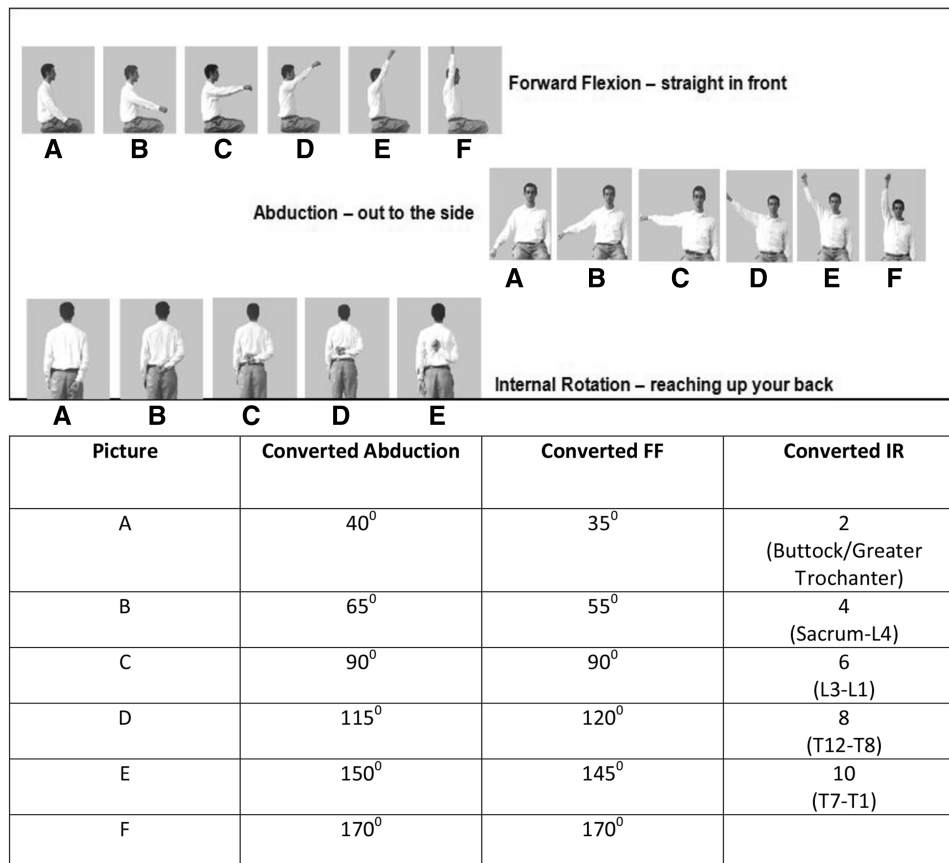 Forward Flexion – straight in front
A B C D E F
Abduction – out to the side
A B C D E F
Internal Rotation – reaching up your back
A B C D E
Picture Converted Abduction Converted FF Converted IR
A 40⁰ 35⁰ 2
(Buttock/Greater
Trochanter)
B 65⁰ 55⁰ 4
(Sacrum-L4)
C 90⁰ 90⁰ 6
(L3-L1)
D 115⁰ 120⁰ 8
(T12-T8)
E 150⁰ 145⁰ 10
(T7-T1)
F 170⁰ 170⁰